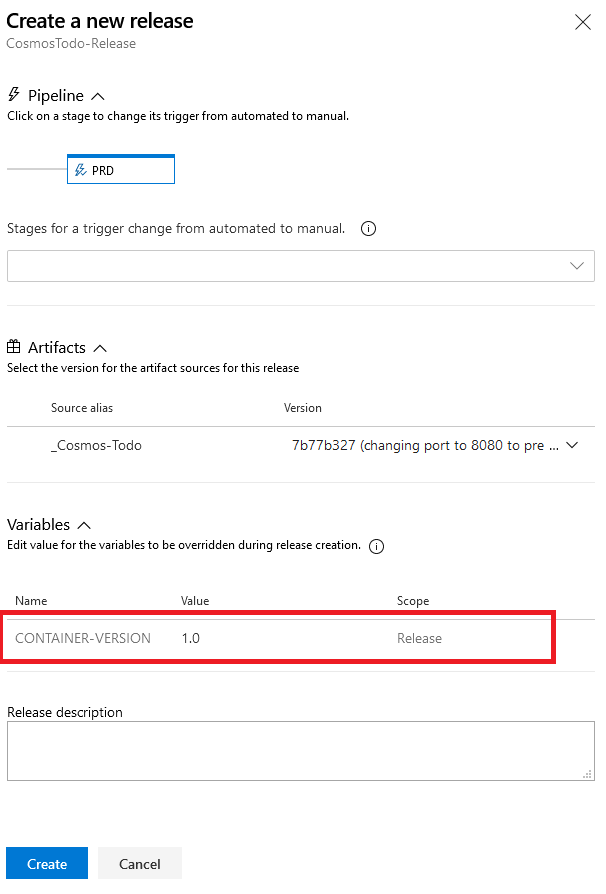 Create a new release
CosmosTodo-Release
Pipeline
Click on a stage to change its trigger from automated to manual.
PRD
Stages for a trigger change from automated to manual.
Artifacts
Select the version for the artifact sources for this release
Source alias Version
_Cosmos-Todo 7b77b327 (changing port to 8080 to pre ...
Variables
Edit value for the variables to be overridden during release creation.
Name Value Scope
CONTAINER-VERSION 1.0 Release
Release description
Create Cancel